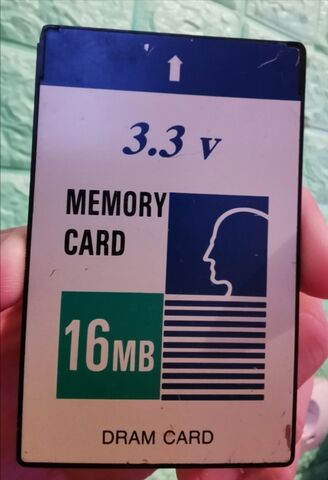 3.3 v
MEMORY
CARD
16MB
DRAM CARD